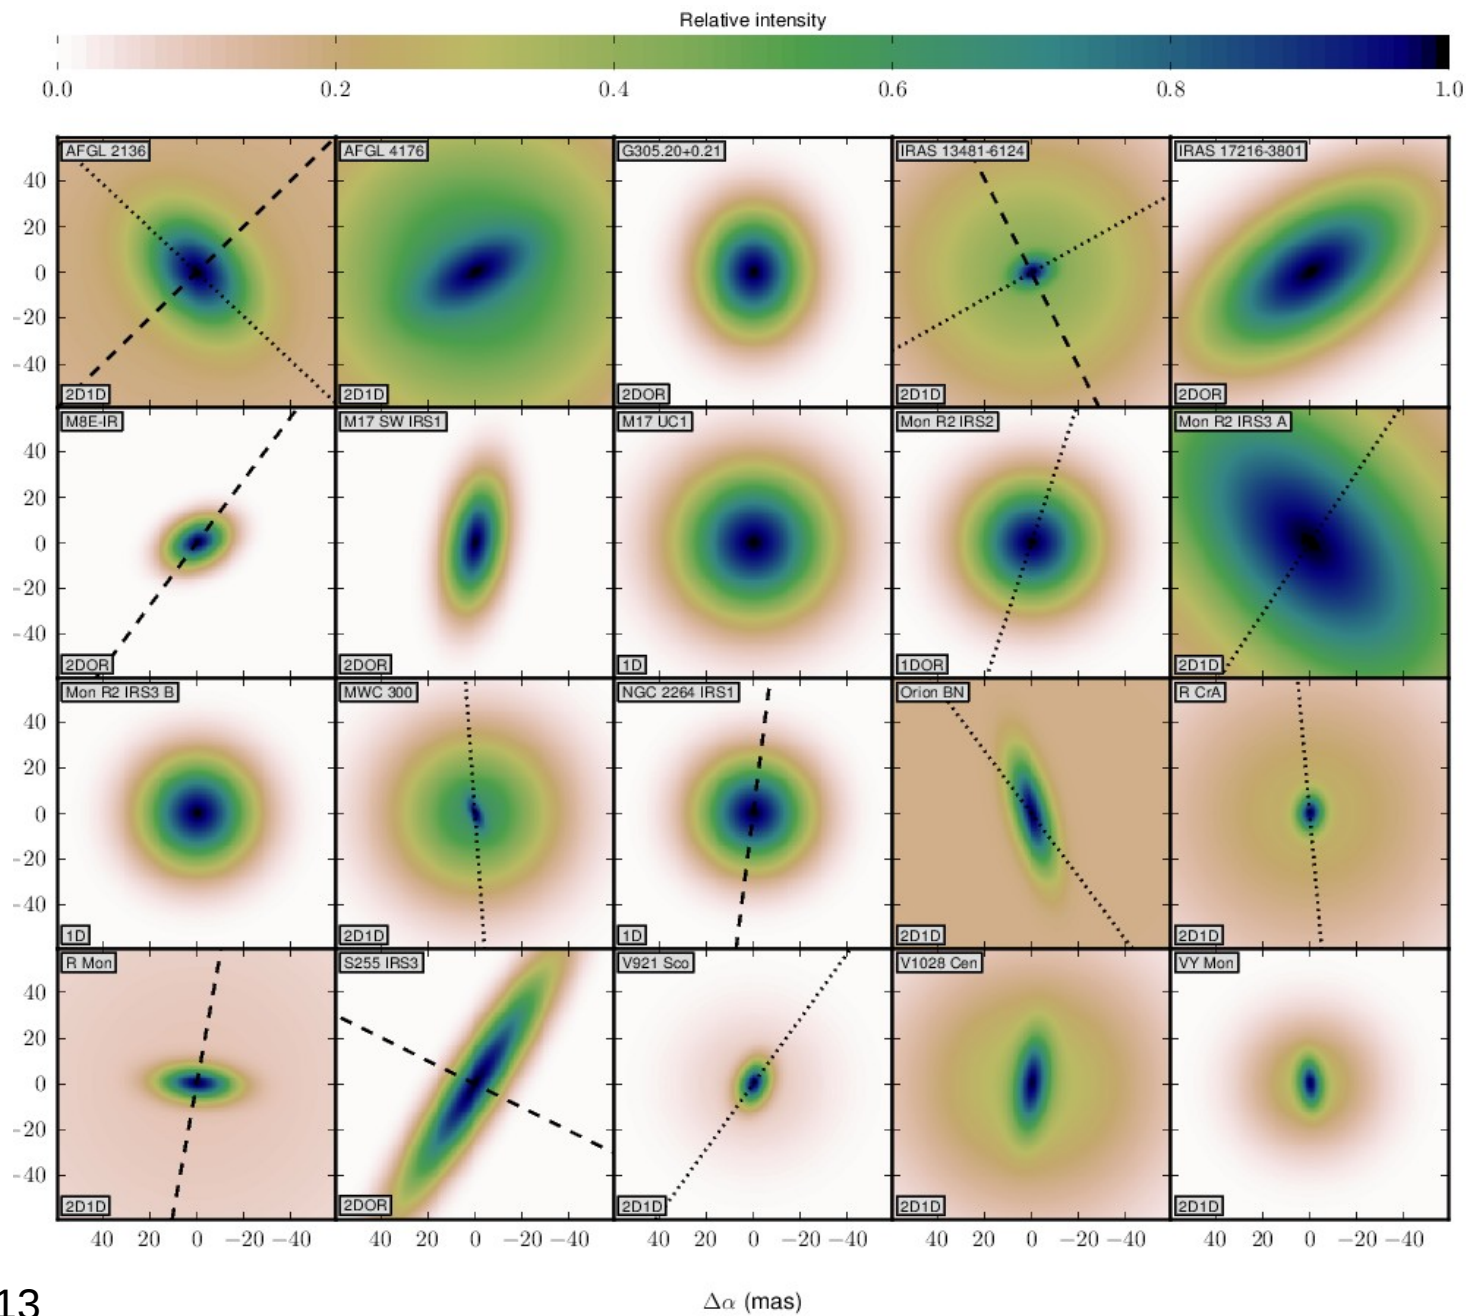 Relative intensity
0.0 0.2 0.4 0.6 0.8 1.0
AFGL 2136 AFGL 4176 G305.20+0.21 IRAS 13481-6124 IRAS 17216-3801
40
20
0
−20
−40
2D1D 2D1D 2DOR 2D1D 2DOR
M8E-IR M17 SW IRS1 M17 UC1 Mon R2 IRS2 Mon R2 IRS3 A
40
20
0
−20
−40
2DOR 2DOR 1D 1DOR 2D1D
Mon R2 IRS3 B MWC 300 NGC 2264 IRS1 Orion BN R CrA
40
20
0
−20
−40
1D 2D1D 1D 2D1D 2D1D
R Mon S255 IRS3 V921 Sco V1028 Cen VY Mon
40
20
0
−20
−40
2D1D 2DOR 2D1D 2D1D 2D1D
40 20 0 −20 −40 40 20 0 −20 −40 40 20 0 −20 −40 40 20 0 −20 −40 40 20 0 −20 −40
Δα (mas)
13